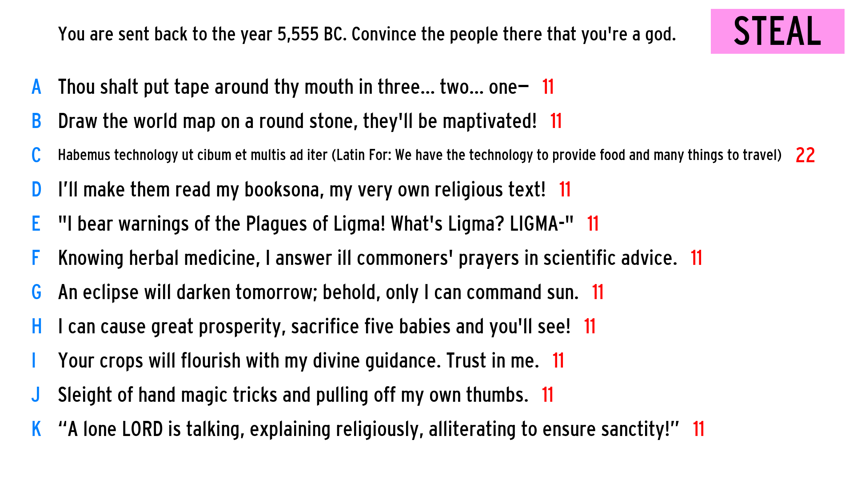 You are sent back to the year 5,555 BC. Convince the people there that you're a god.
STEAL
A Thou shalt put tape around thy mouth in three... two... one— 11
B Draw the world map on a round stone, they'll be maptivated! 11
C Habemus technology ut cibum et multis ad iter (Latin For: We have the technology to provide food and many things to travel) 22
D I’ll make them read my booksona, my very own religious text! 11
E "I bear warnings of the Plagues of Ligma! What's Ligma? LIGMA-" 11
F Knowing herbal medicine, I answer ill commoners' prayers in scientific advice. 11
G An eclipse will darken tomorrow; behold, only I can command sun. 11
H I can cause great prosperity, sacrifice five babies and you'll see! 11
I Your crops will flourish with my divine guidance. Trust in me. 11
J Sleight of hand magic tricks and pulling off my own thumbs. 11
K “A lone LORD is talking, explaining religiously, alliterating to ensure sanctity!” 11